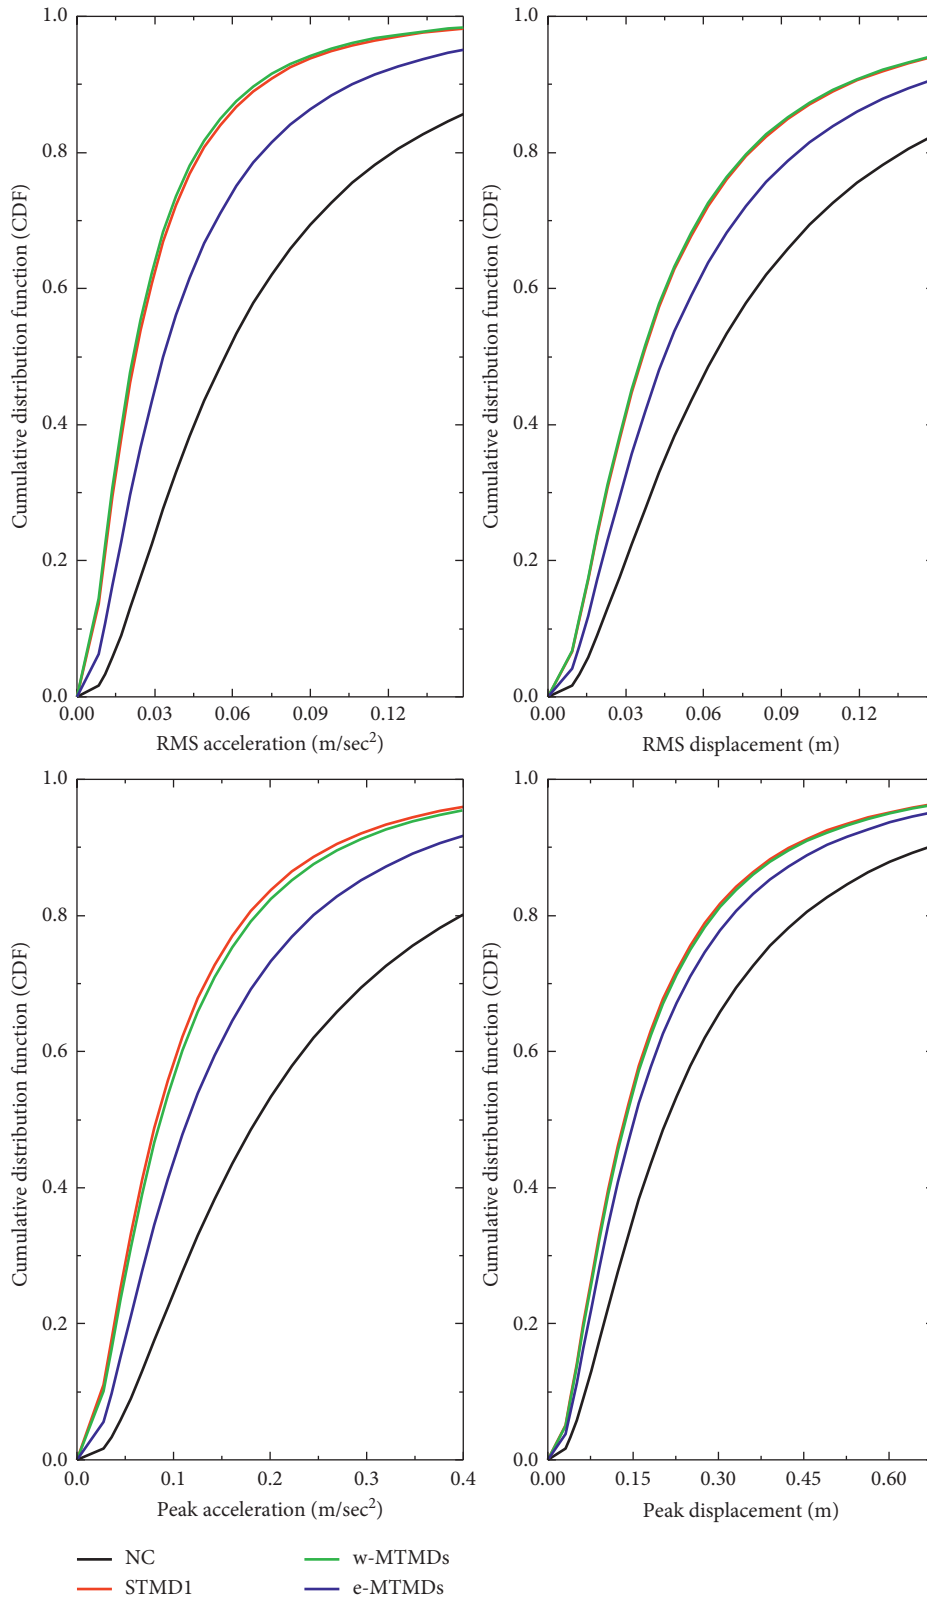 1.0
0.8
0.6
0.4
0.2
0.0
Cumulative distribution function (CDF)
0.00 0.03 0.06 0.09 0.12
RMS acceleration (m/sec²)
1.0
0.8
0.6
0.4
0.2
0.0
Cumulative distribution function (CDF)
0.00 0.03 0.06 0.09 0.12
RMS displacement (m)
1.0
0.8
0.6
0.4
0.2
0.0
Cumulative distribution function (CDF)
0.0 0.1 0.2 0.3 0.4
Peak acceleration (m/sec²)
1.0
0.8
0.6
0.4
0.2
0.0
Cumulative distribution function (CDF)
0.00 0.15 0.30 0.45 0.60
Peak displacement (m)
NC
STMD1
w-MTMDs
e-MTMDs